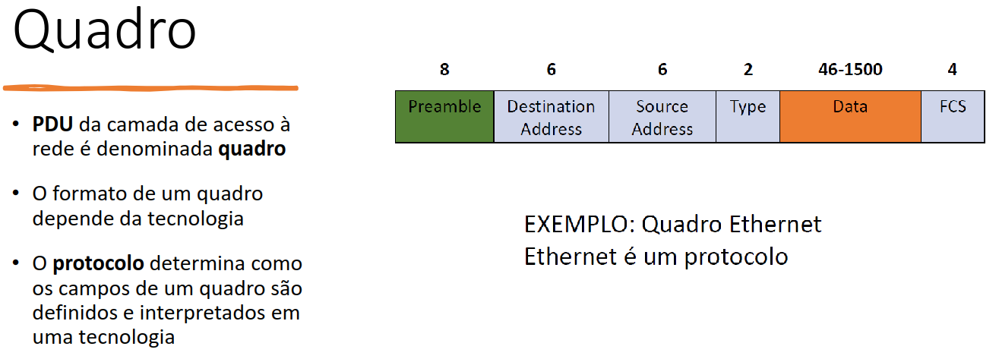 Quadro
• PDU da camada de acesso à
rede é denominada quadro
• O formato de um quadro
depende da tecnologia
• O protocolo determina como
os campos de um quadro são
definidos e interpretados em
uma tecnologia
8 6 6 2 46-1500 4
Preamble Destination Source Type Data FCS
Address Address
EXEMPLO: Quadro Ethernet
Ethernet é um protocolo